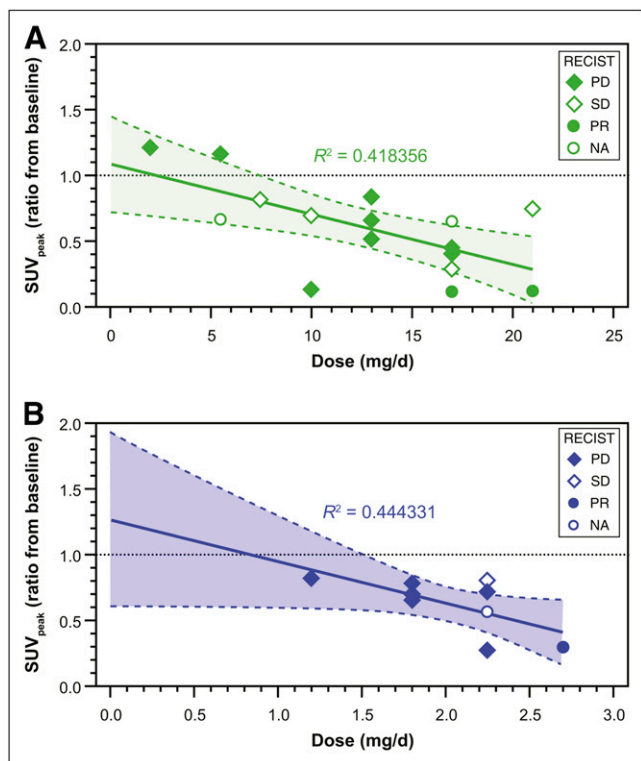 A
RECIST
PD
SD
PR
NA
R² = 0.418356
SUVpeak (ratio from baseline)
2.0
1.5
1.0
0.5
0.0
0 5 10 15 20 25
Dose (mg/d)
B
RECIST
PD
SD
PR
NA
R² = 0.444331
SUVpeak (ratio from baseline)
2.0
1.5
1.0
0.5
0.0
0.0 0.5 1.0 1.5 2.0 2.5 3.0
Dose (mg/d)